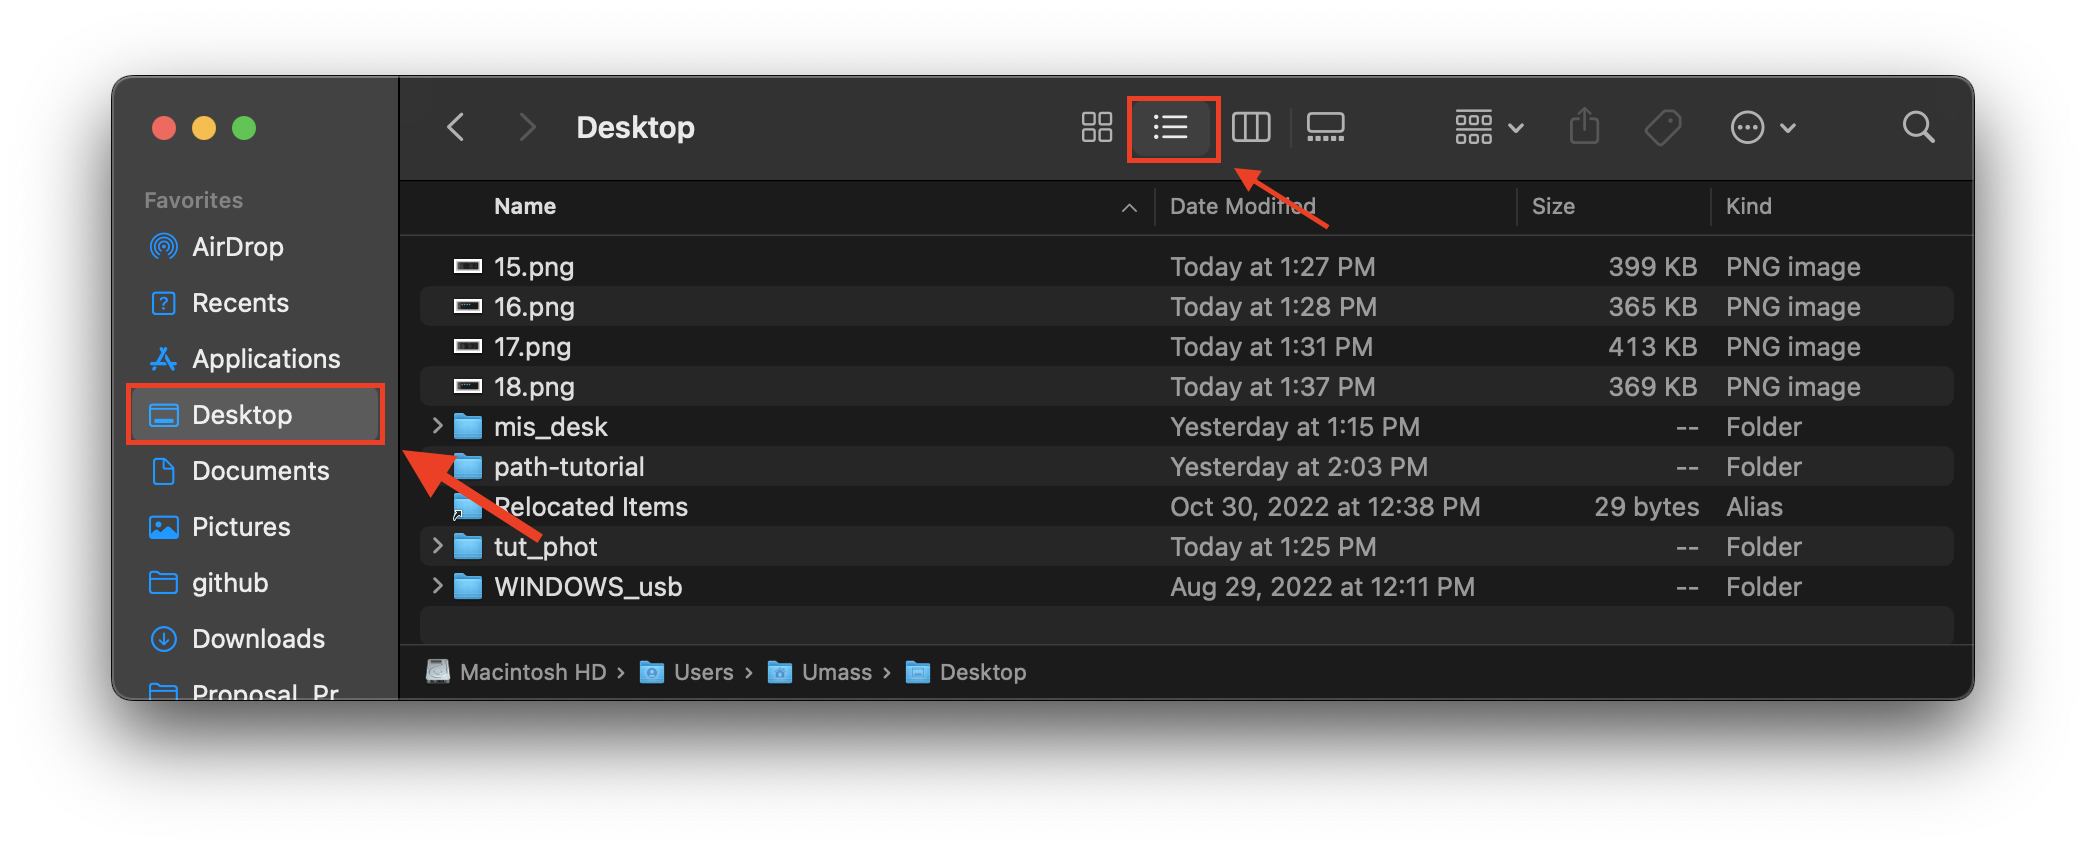 Desktop
Favorites
AirDrop
Recents
Applications
Desktop
Documents
Pictures
github
Downloads
Proposal_Pr
Name Date Modified Size Kind
15.png Today at 1:27 PM 399 KB PNG image
16.png Today at 1:28 PM 365 KB PNG image
17.png Today at 1:31 PM 413 KB PNG image
18.png Today at 1:37 PM 369 KB PNG image
mis_desk Yesterday at 1:15 PM -- Folder
path-tutorial Yesterday at 2:03 PM -- Folder
Relocated Items Oct 30, 2022 at 12:38 PM 29 bytes Alias
tut_phot Today at 1:25 PM -- Folder
WINDOWS_usb Aug 29, 2022 at 12:11 PM -- Folder
Macintosh HD › Users › Umass › Desktop